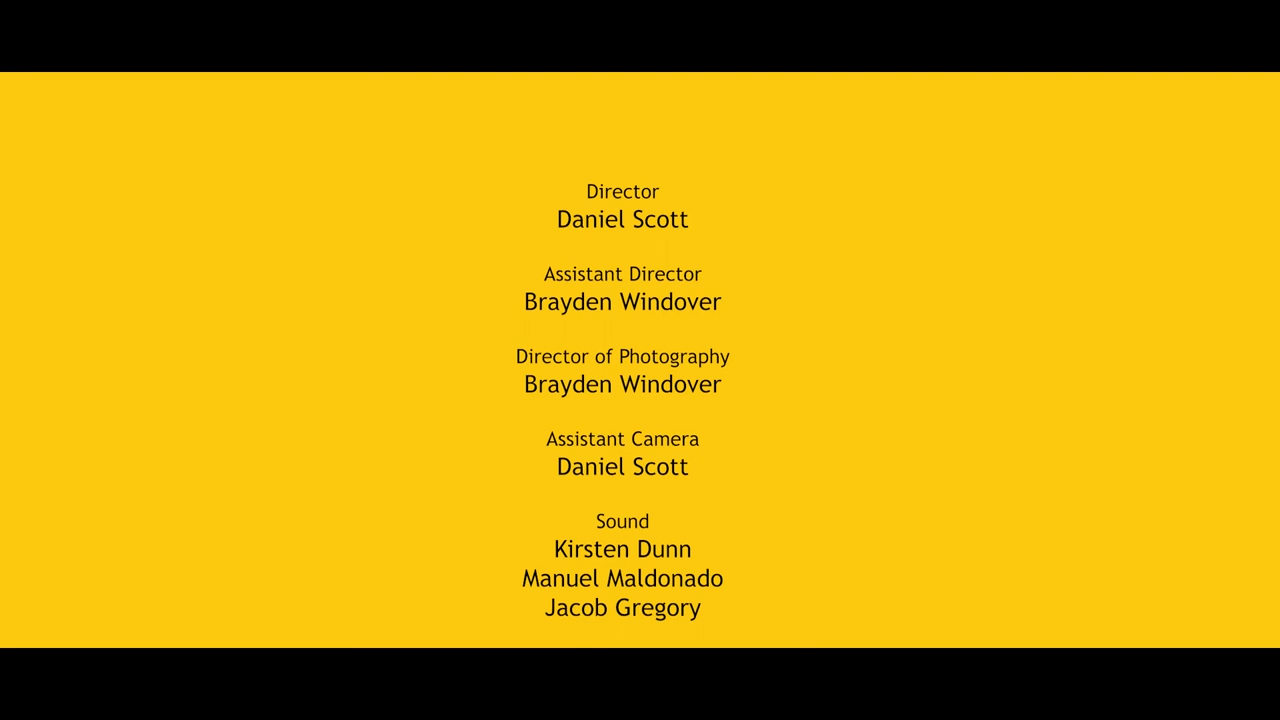 Director
Daniel Scott
Assistant Director
Brayden Windover
Director of Photography
Brayden Windover
Assistant Camera
Daniel Scott
Sound
Kirsten Dunn
Manuel Maldonado
Jacob Gregory